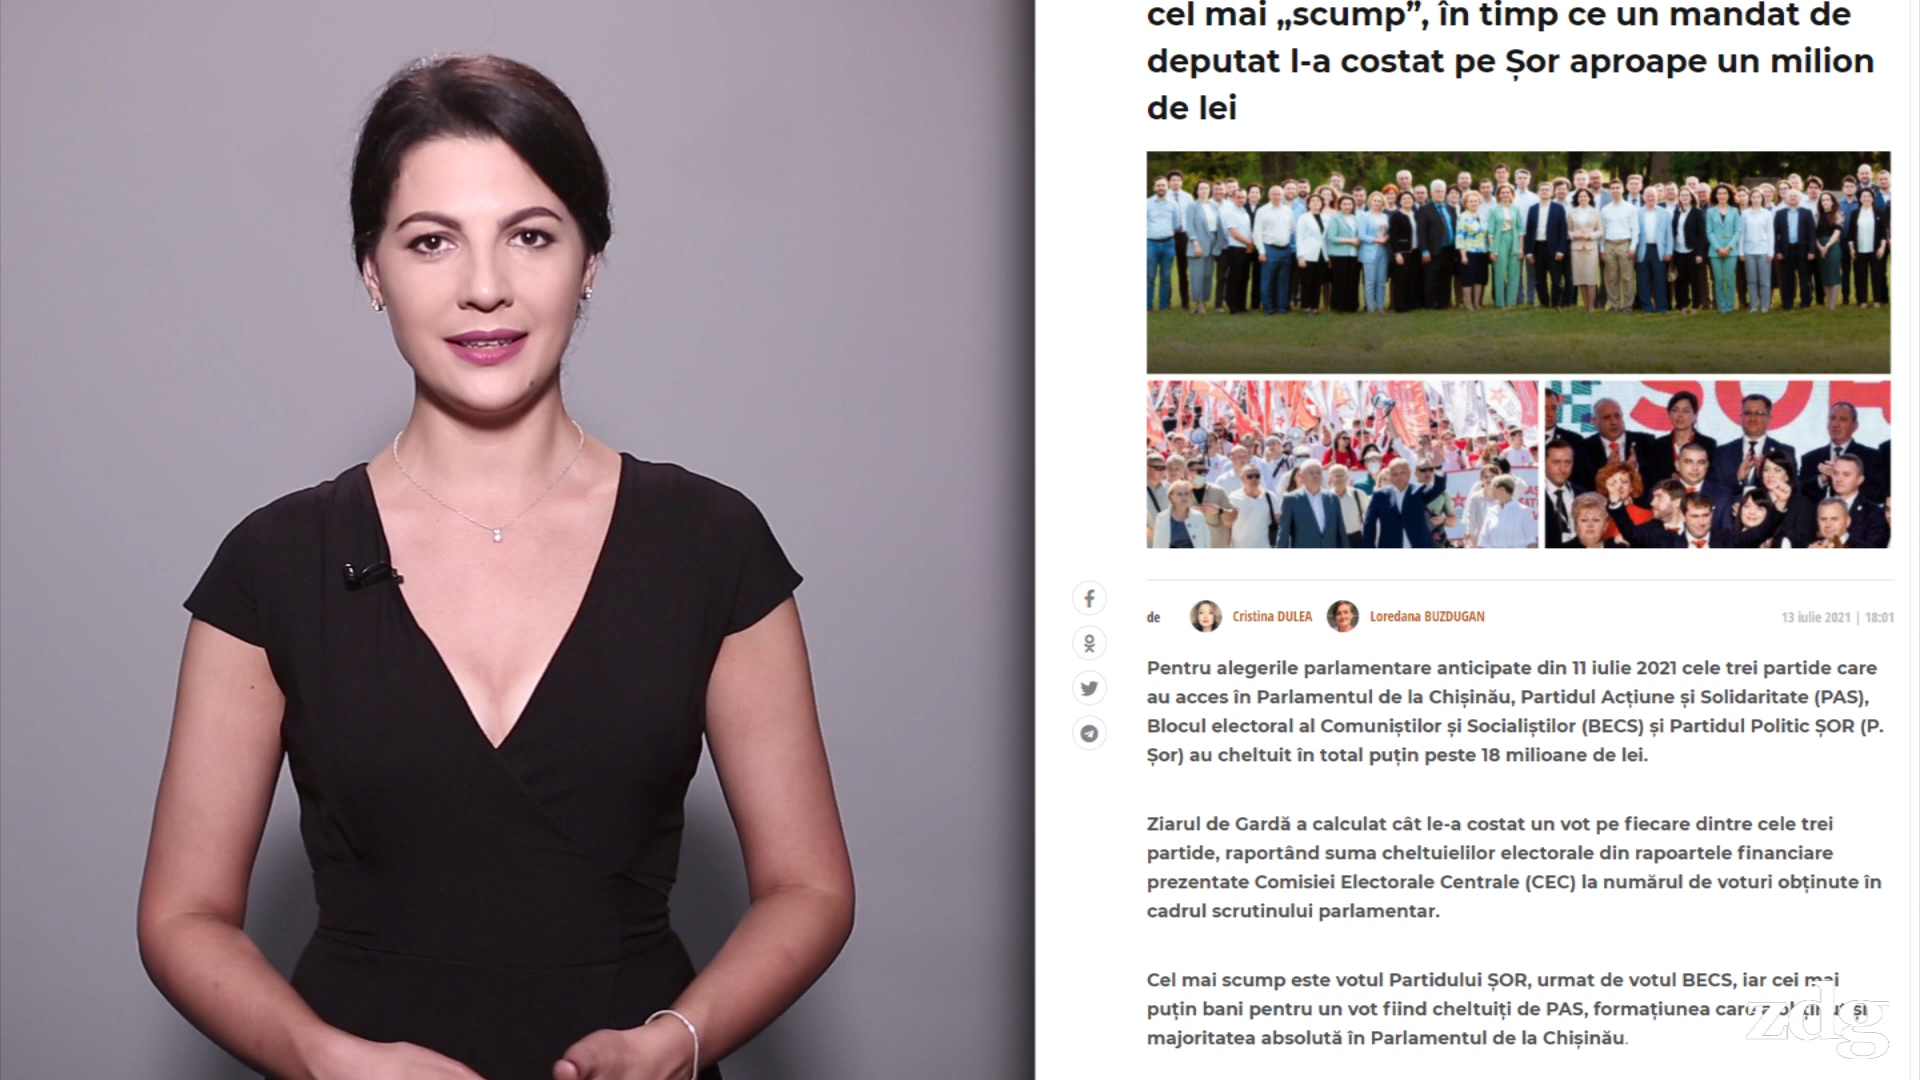 cel mai „scump”, în timp ce un mandat de
deputat l-a costat pe Șor aproape un milion
de lei
de Cristina DULEA Loredana BUZDUGAN 13 iulie 2021 | 18:01
Pentru alegerile parlamentare anticipate din 11 iulie 2021 cele trei partide care
au acces în Parlamentul de la Chișinău, Partidul Acțiune și Solidaritate (PAS),
Blocul electoral al Comuniștilor și Socialiștilor (BECS) și Partidul Politic ȘOR (P.
Șor) au cheltuit în total puțin peste 18 milioane de lei.
Ziarul de Gardă a calculat cât le-a costat un vot pe fiecare dintre cele trei
partide, raportând suma cheltuielilor electorale din rapoartele financiare
prezentate Comisiei Electorale Centrale (CEC) la numărul de voturi obținute în
cadrul scrutinului parlamentar.
Cel mai scump este votul Partidului ȘOR, urmat de votul BECS, iar cei mai
puțin bani pentru un vot fiind cheltuiți de PAS, formațiunea care a obținut și
majoritatea absolută în Parlamentul de la Chișinău.
zdg